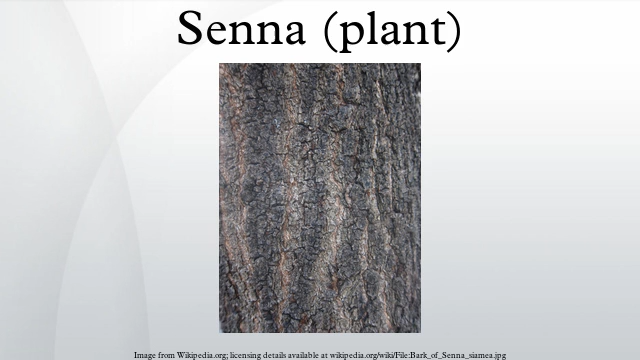 Senna (plant)
Image from Wikipedia.org; licensing details available at wikipedia.org/wiki/File:Bark_of_Senna_siamea.jpg